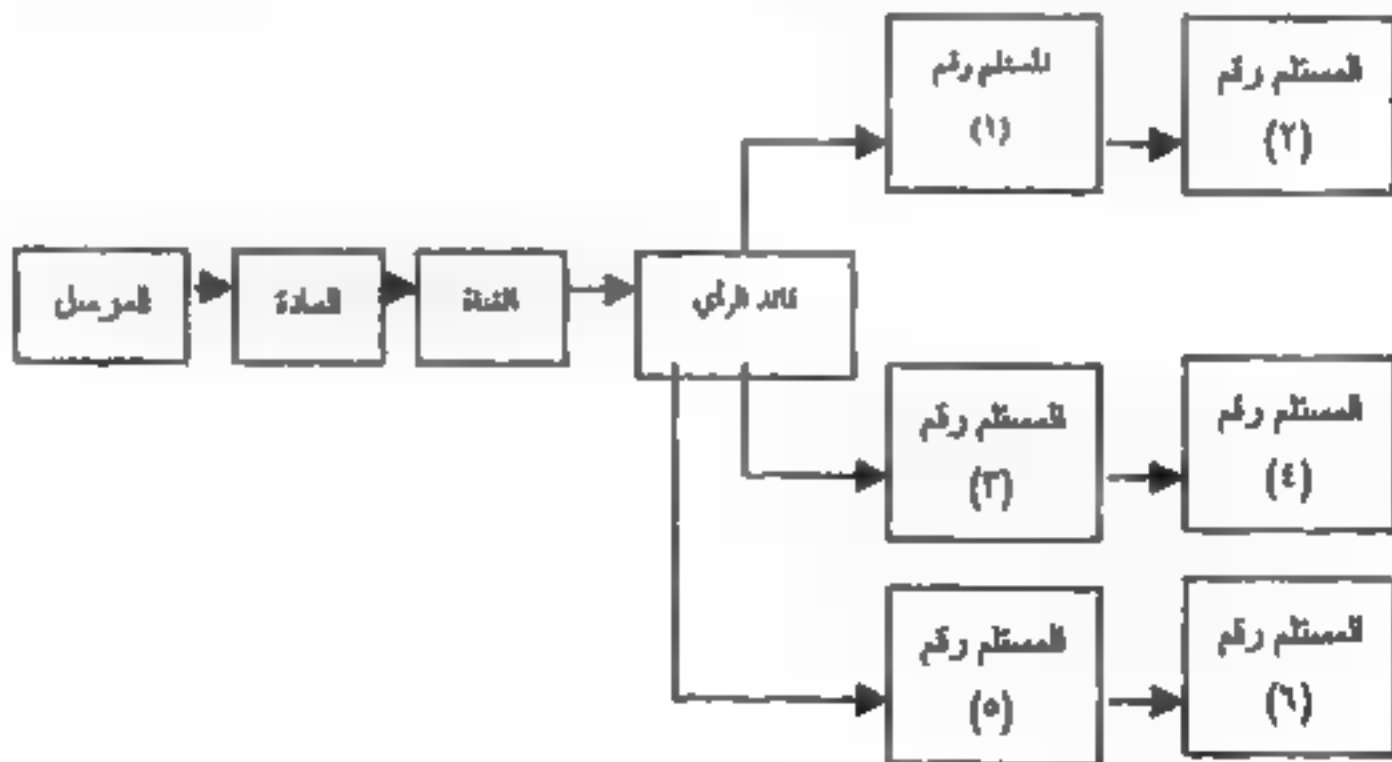 المستلم رقم
(١)
المستلم رقم
(٢)
المرسل
المادة
القناة
قائد الرأي
المستلم رقم
(٣)
المستلم رقم
(٤)
المستلم رقم
(٥)
المستلم رقم
(٦)